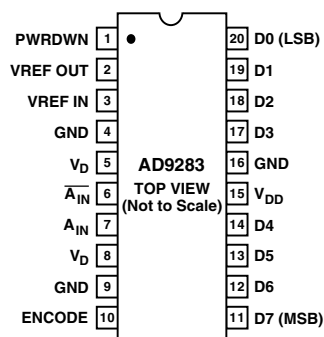 PWRDWN 1
VREF OUT 2
VREF IN 3
GND 4
VD 5
A̅I̅N̅ 6
AIN 7
VD 8
GND 9
ENCODE 10
AD9283
TOP VIEW
(Not to Scale)
20 D0 (LSB)
19 D1
18 D2
17 D3
16 GND
15 VDD
14 D4
13 D5
12 D6
11 D7 (MSB)